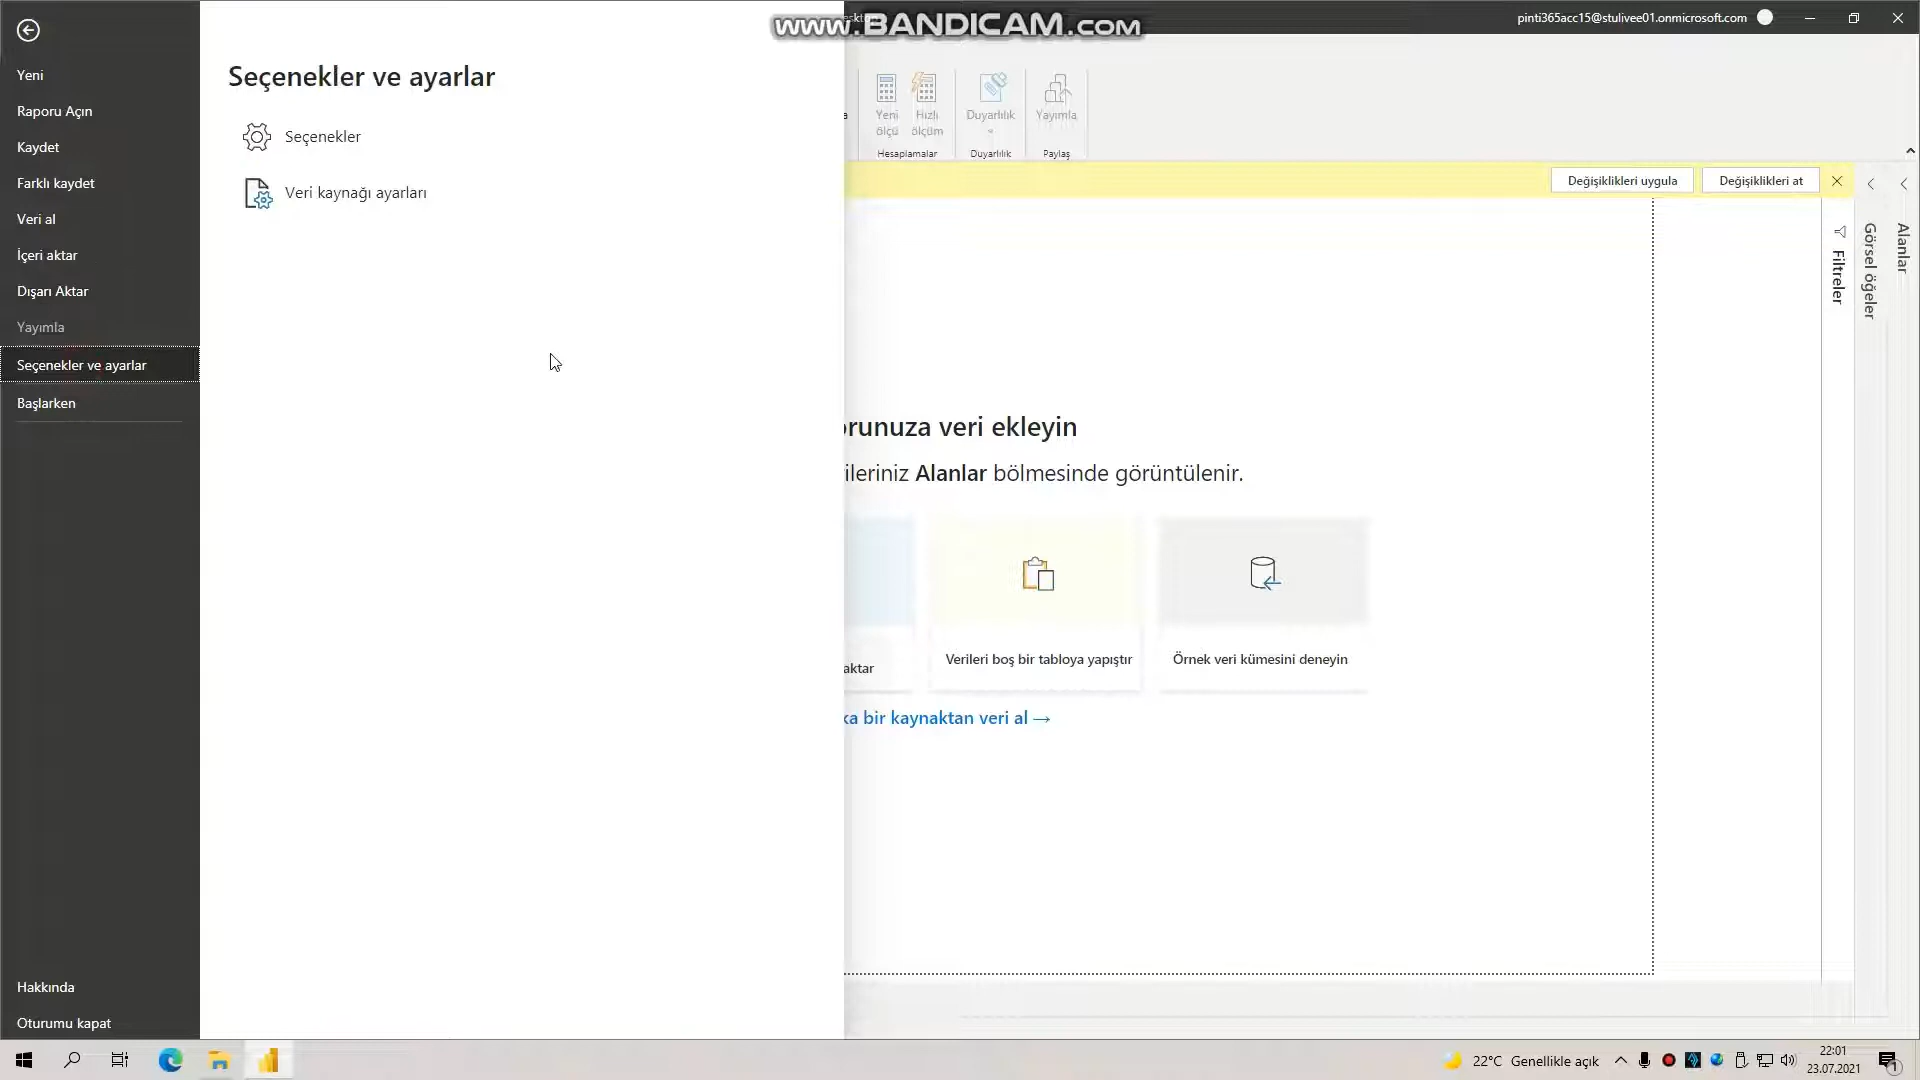 www.BANDICAM.com
pinti365acc15@stulivee01.onmicrosoft.com
Yeni
Raporu Açın
Kaydet
Farklı kaydet
Veri al
İçeri aktar
Dışarı Aktar
Yayımla
Seçenekler ve ayarlar
Başlarken
Hakkında
Oturumu kapat
Seçenekler ve ayarlar
Seçenekler
Veri kaynağı ayarları
Yeni
ölçü
Hızlı
ölçüm
Duyarlılık
Yayımla
Hesaplamalar
Duyarlılık
Paylaş
Değişiklikleri uygula
Değişiklikleri at
Filtreler
Görsel öğeler
Alanlar
orunuza veri ekleyin
ileriniz Alanlar bölmesinde görüntülenir.
aktar
Verileri boş bir tabloya yapıştır
Örnek veri kümesini deneyin
ka bir kaynaktan veri al →
22°C Genellikle açık
22:01
23.07.2021
1